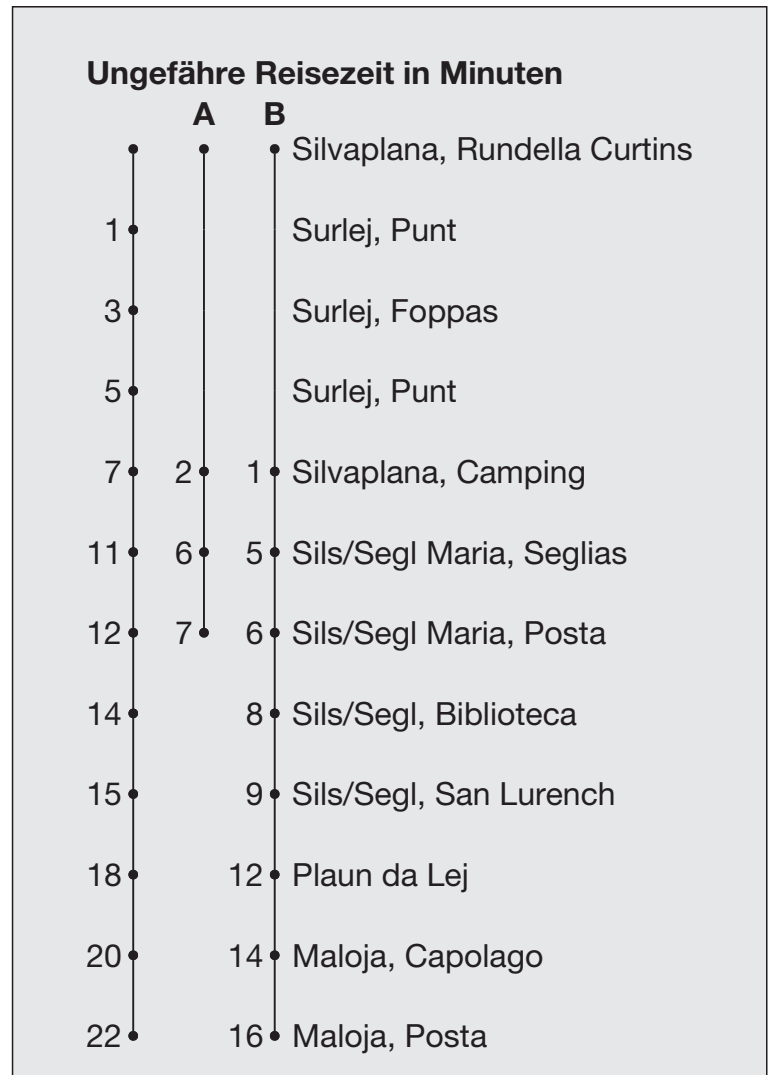 Ungefähre Reisezeit in Minuten
A B
Silvaplana, Rundella Curtins
1 Surlej, Punt
3 Surlej, Foppas
5 Surlej, Punt
7 2 1 Silvaplana, Camping
11 6 5 Sils/Segl Maria, Seglias
12 7 6 Sils/Segl Maria, Posta
14 8 Sils/Segl, Biblioteca
15 9 Sils/Segl, San Lurench
18 12 Plaun da Lej
20 14 Maloja, Capolago
22 16 Maloja, Posta